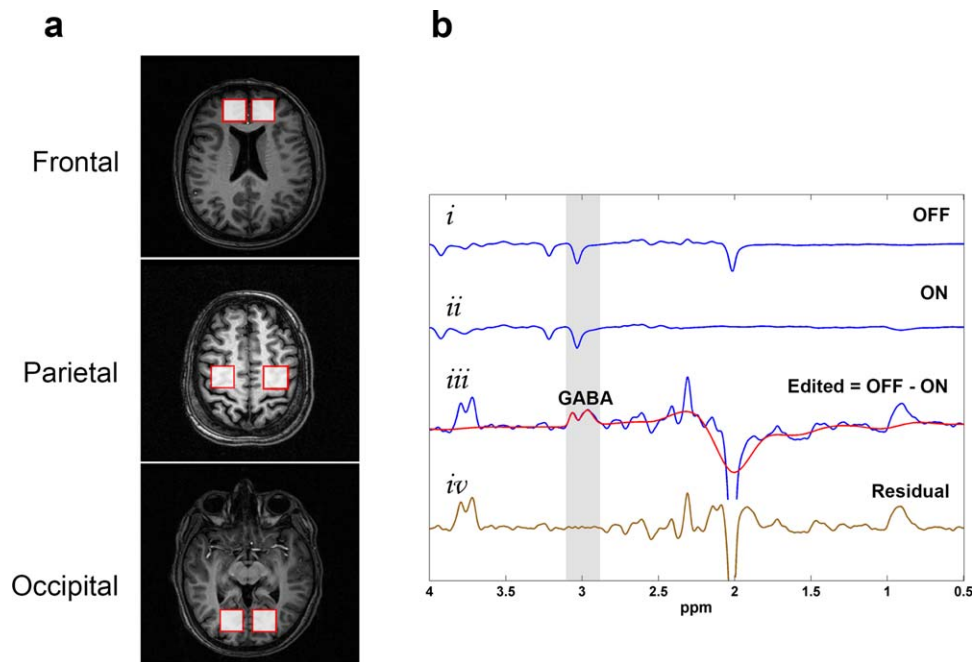 a
Frontal
Parietal
Occipital
b
i
OFF
ii
ON
iii
GABA
Edited = OFF - ON
iv
Residual
4 3.5 3 2.5 2 1.5 1 0.5
ppm